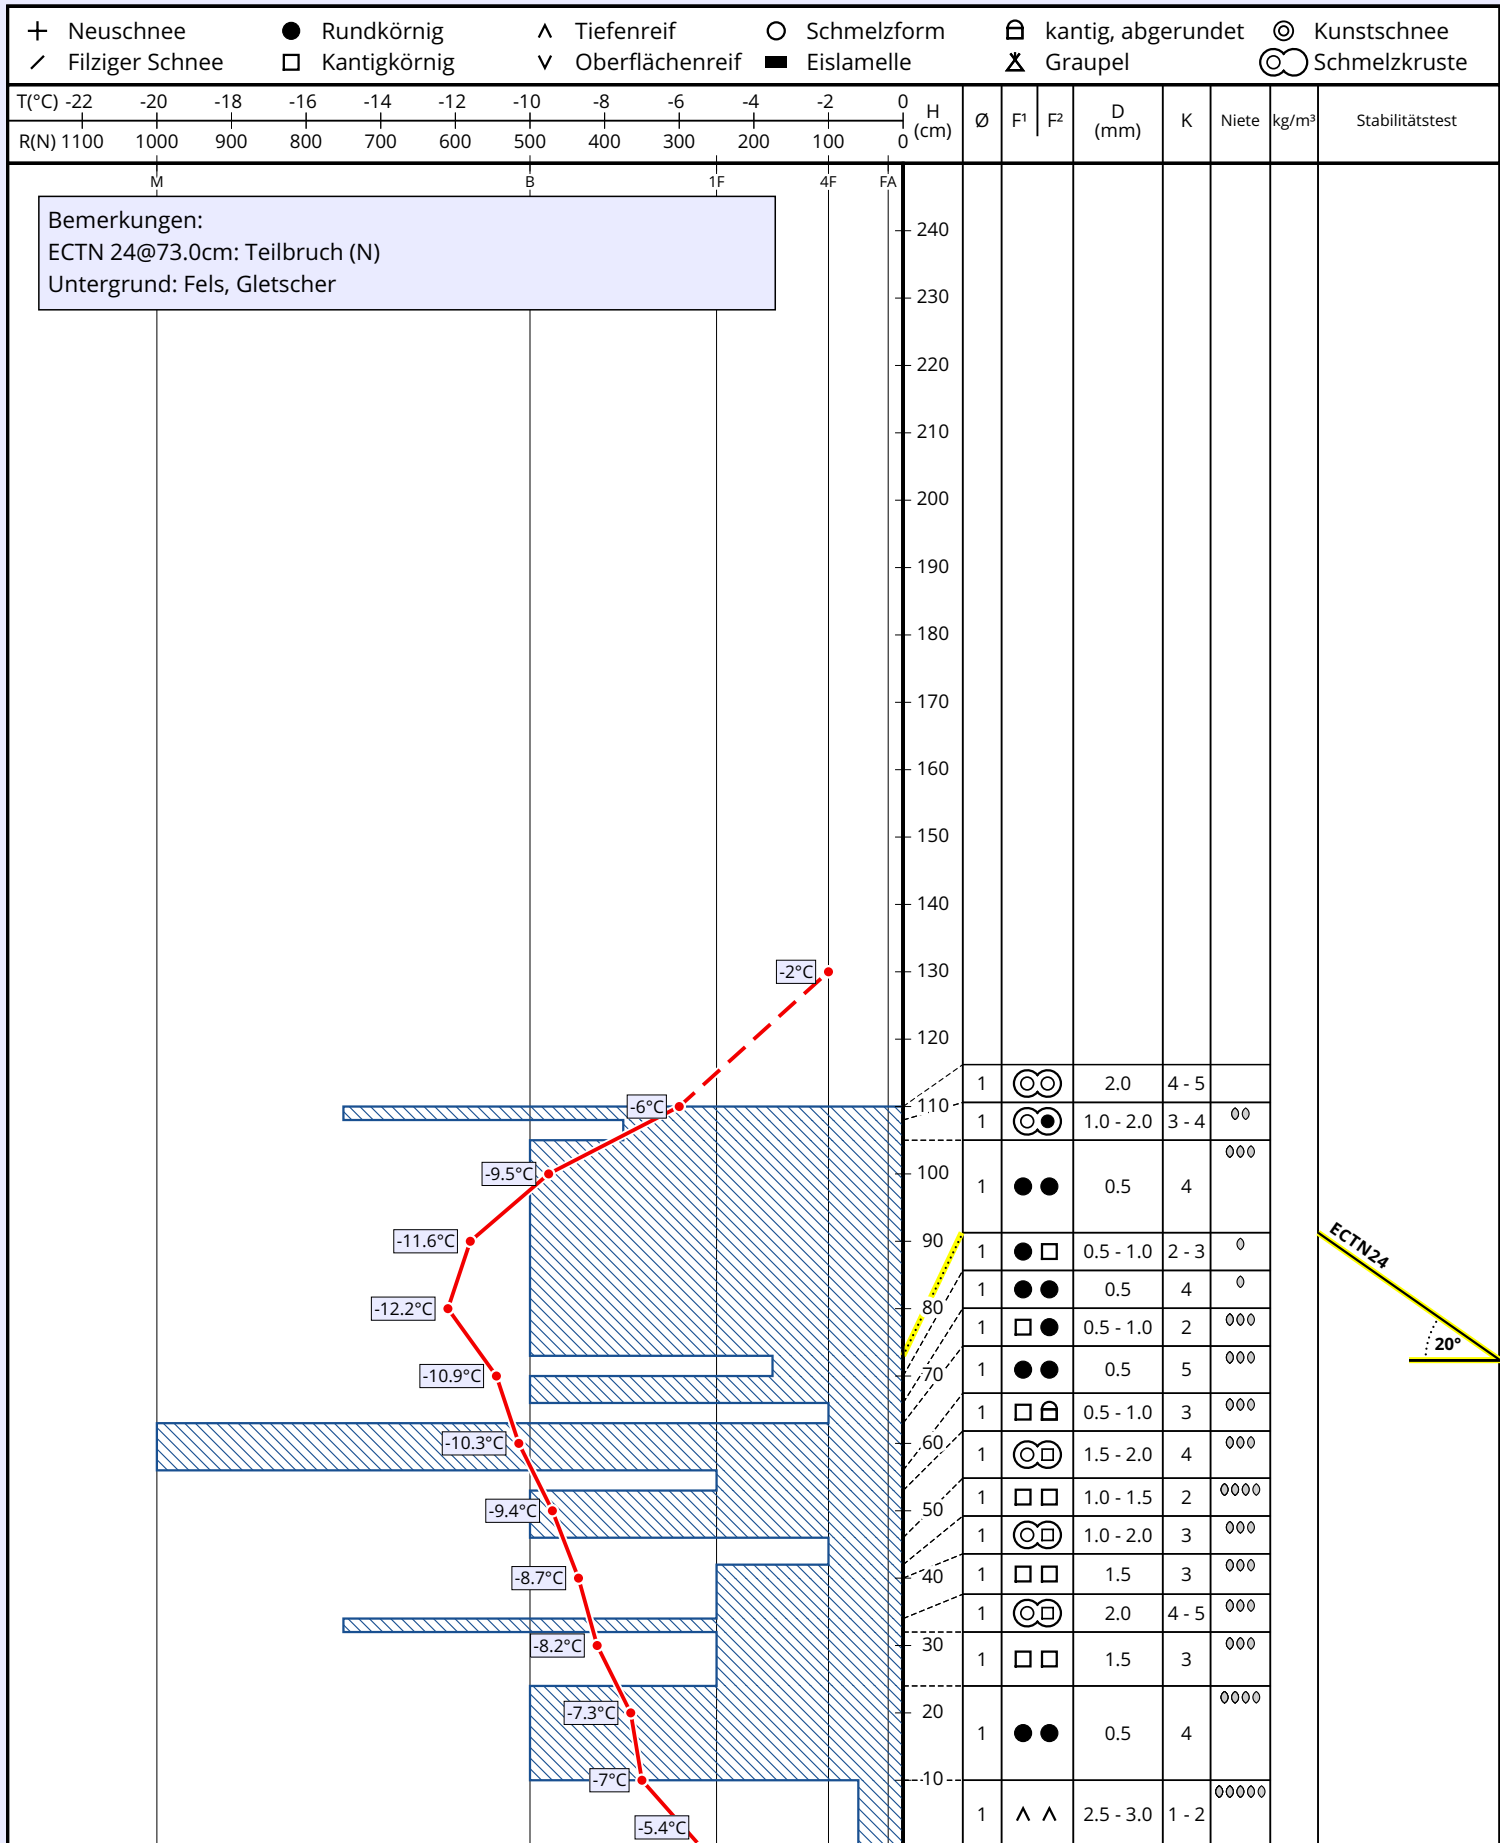 Neuschnee Rundkörnig Tiefenreif Schmelzform kantig, abgerundet Kunstschnee
Filziger Schnee Kantigkörnig Oberflächenreif Eislamelle Graupel Schmelzkruste
T(°C) -22 -20 -18 -16 -14 -12 -10 -8 -6 -4 -2 0
R(N) 1100 1000 900 800 700 600 500 400 300 200 100 0
H (cm) Ø F¹ F² D (mm) K Niete kg/m³ Stabilitätstest
M B 1F 4F FA
Bemerkungen:
ECTN 24@73.0cm: Teilbruch (N)
Untergrund: Fels, Gletscher
240
230
220
210
200
190
180
170
160
150
140
-2°C 130
120
1 2.0 4 - 5
-6°C 110
1 1.0 - 2.0 3 - 4
-9.5°C 100
1 0.5 4
-11.6°C 90
1 0.5 - 1.0 2 - 3
ECTN24
1 0.5 4
-12.2°C 80
1 0.5 - 1.0 2
20°
-10.9°C 70
1 0.5 5
1 0.5 - 1.0 3
-10.3°C 60
1 1.5 - 2.0 4
1 1.0 - 1.5 2
-9.4°C 50
1 1.0 - 2.0 3
-8.7°C 40
1 1.5 3
1 2.0 4 - 5
-8.2°C 30
1 1.5 3
-7.3°C 20
1 0.5 4
-7°C 10
1 2.5 - 3.0 1 - 2
-5.4°C